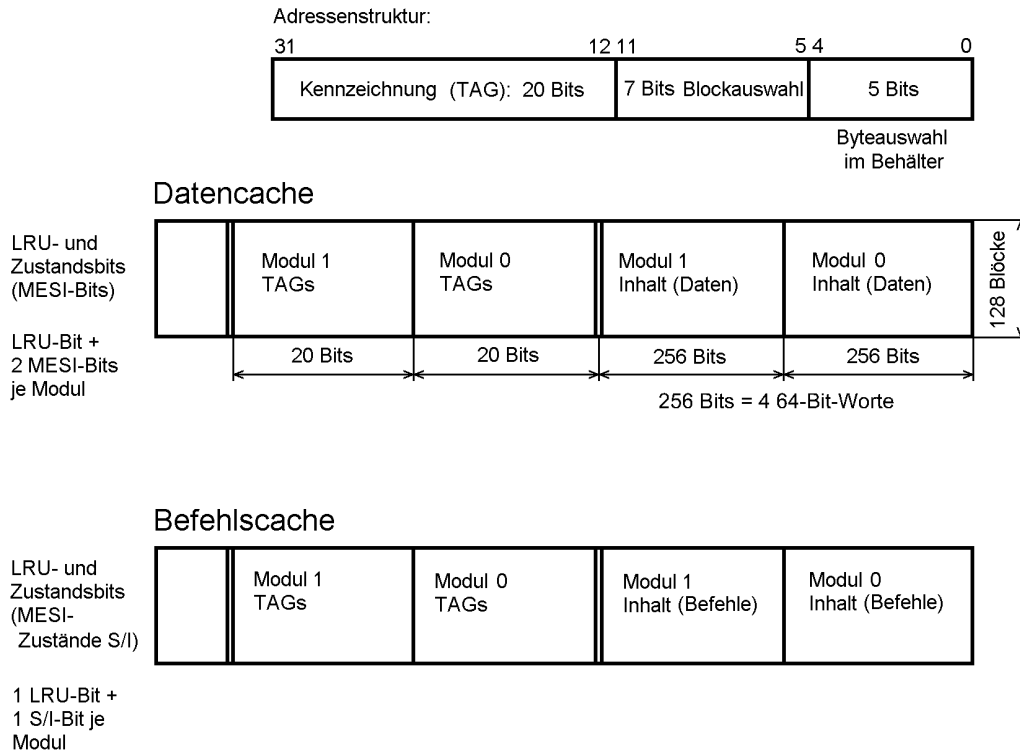 Adressenstruktur:
31 12 11 5 4 0
Kennzeichnung (TAG): 20 Bits 7 Bits Blockauswahl 5 Bits
Byteauswahl
im Behälter
Datencache
LRU- und
Zustandsbits
(MESI-Bits)
LRU-Bit +
2 MESI-Bits
je Modul
Modul 1
TAGs
Modul 0
TAGs
Modul 1
Inhalt (Daten)
Modul 0
Inhalt (Daten)
128 Blöcke
20 Bits 20 Bits 256 Bits 256 Bits
256 Bits = 4 64-Bit-Worte
Befehlscache
LRU- und
Zustandsbits
(MESI-
Zustände S/I)
1 LRU-Bit +
1 S/I-Bit je
Modul
Modul 1
TAGs
Modul 0
TAGs
Modul 1
Inhalt (Befehle)
Modul 0
Inhalt (Befehle)